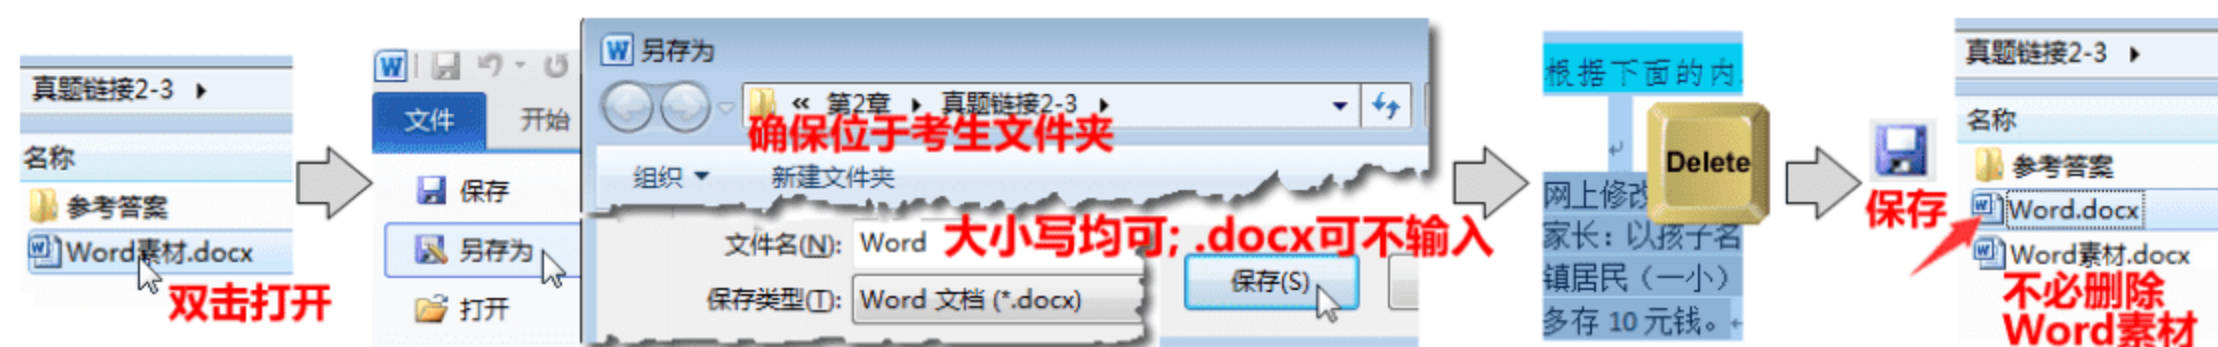 真题链接2-3
名称
参考答案
Word素材.docx
双击打开
文件
开始
保存
另存为
打开
另存为
« 第2章 真题链接2-3
确保位于考生文件夹
组织
新建文件夹
文件名(N): Word
大小写均可; .docx可不输入
保存类型(T): Word 文档 (*.docx)
保存(S)
根据下面的内
网上修改
家长：以孩子名
镇居民（一小）
多存 10 元钱。
Delete
保存
真题链接2-3
名称
参考答案
Word.docx
Word素材.docx
不必删除
Word素材